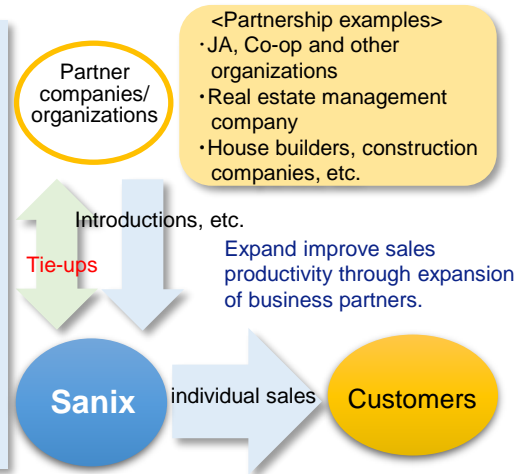 Partner
companies/
organizations
<Partnership examples>
・JA, Co-op and other
organizations
・Real estate management
company
・House builders, construction
companies, etc.
Introductions, etc.
Tie-ups
Expand improve sales
productivity through expansion
of business partners.
Sanix
individual sales
Customers